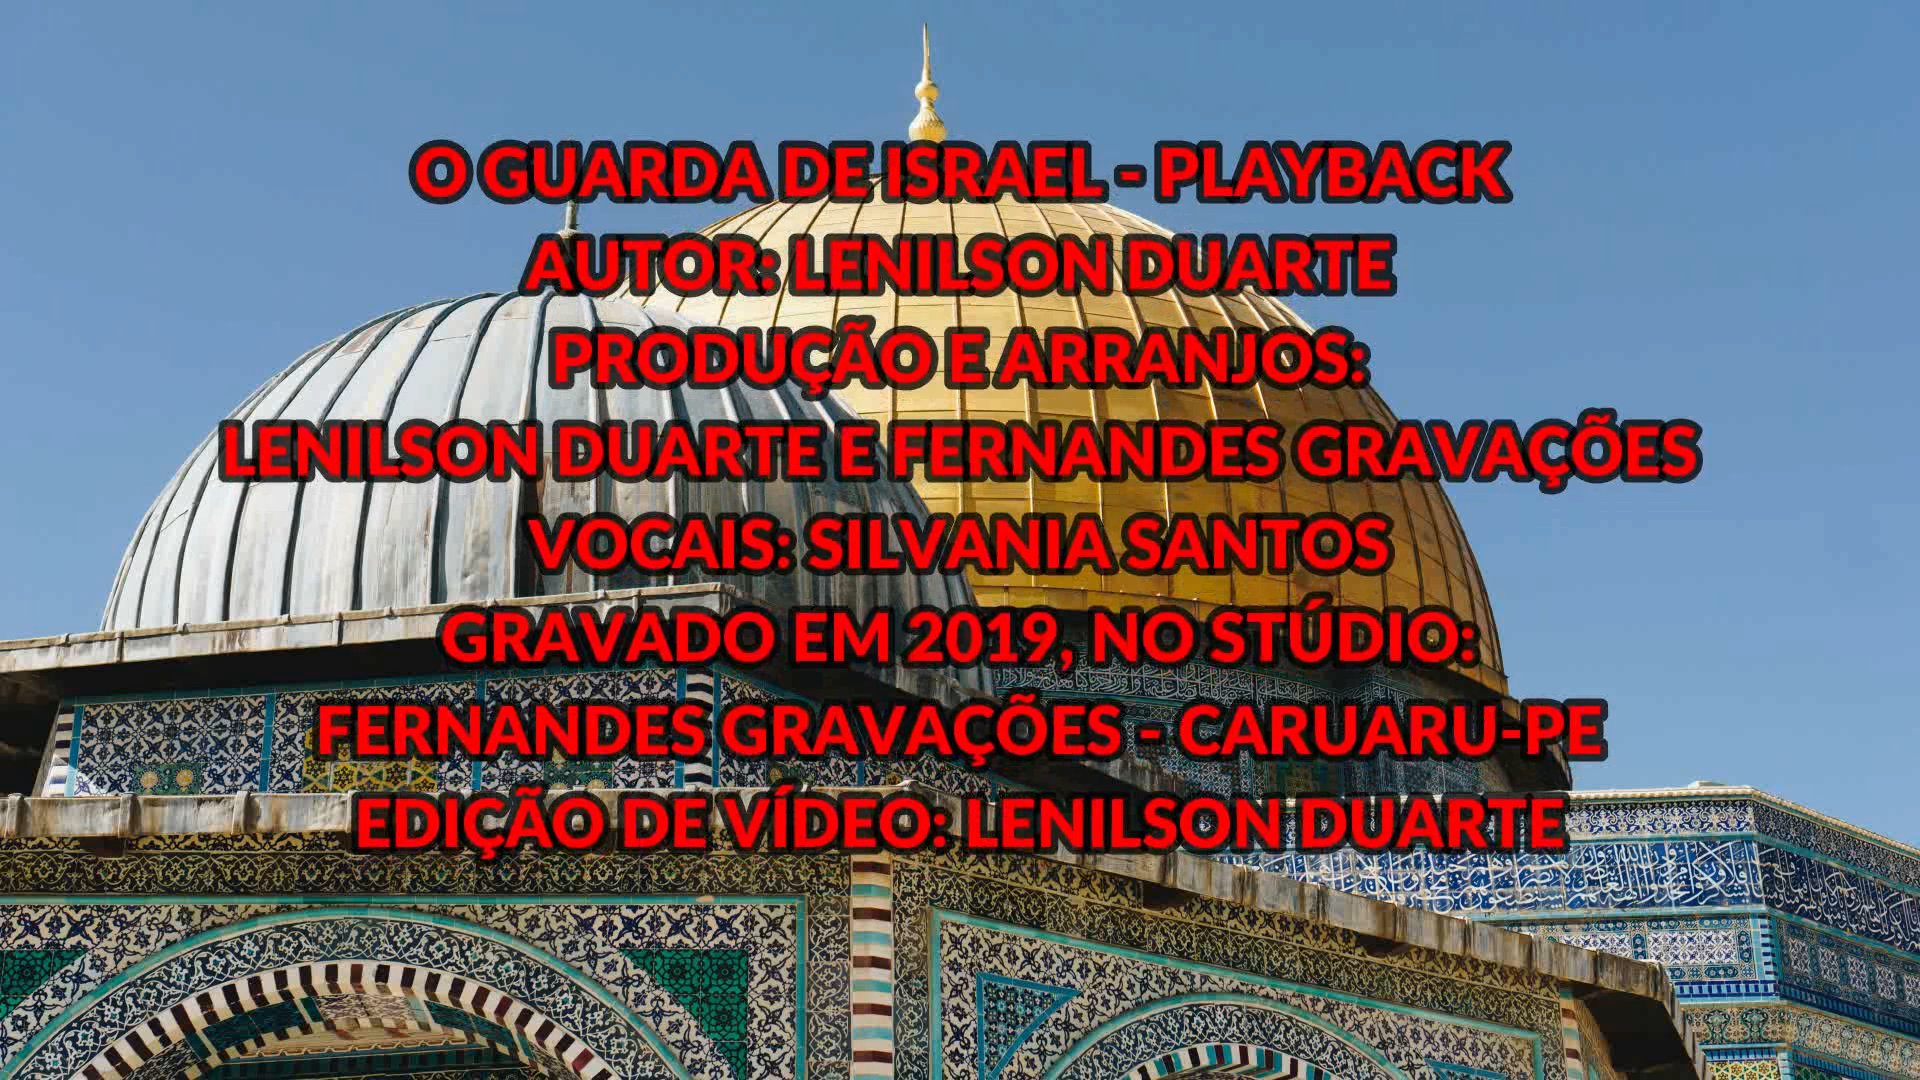 O GUARDA DE ISRAEL - PLAYBACK
AUTOR: LENILSON DUARTE
PRODUÇÃO E ARRANJOS:
LENILSON DUARTE E FERNANDES GRAVAÇÕES
VOCAIS: SILVANIA SANTOS
GRAVADO EM 2019, NO STÚDIO:
FERNANDES GRAVAÇÕES - CARUARU-PE
EDIÇÃO DE VÍDEO: LENILSON DUARTE